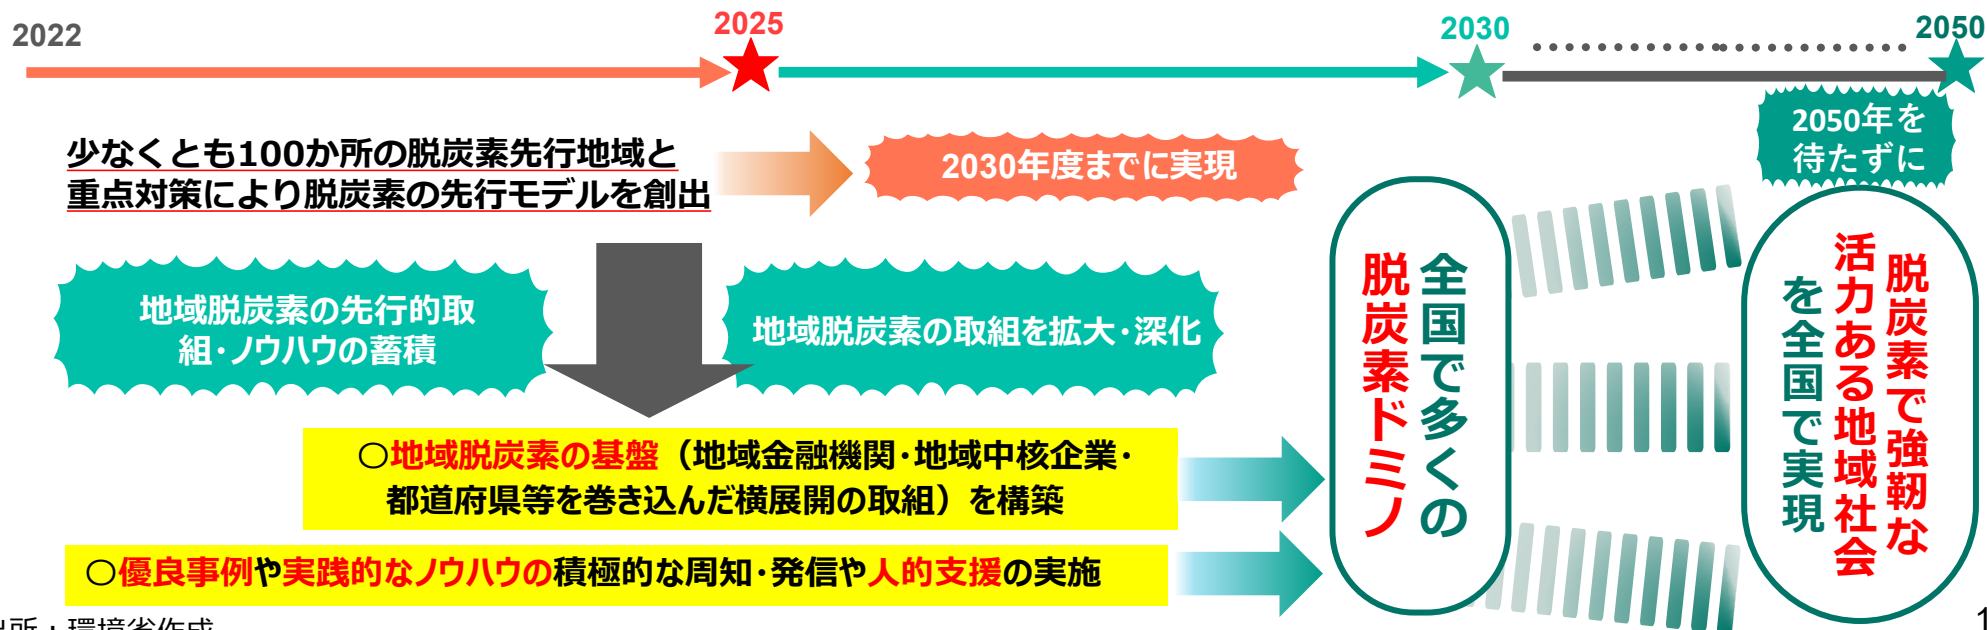 2022
2025
2030
2050
少なくとも100か所の脱炭素先行地域と
重点対策により脱炭素の先行モデルを創出
2030年度までに実現
2050年を
待たずに
地域脱炭素の先行的取
組・ノウハウの蓄積
地域脱炭素の取組を拡大・深化
〇地域脱炭素の基盤（地域金融機関・地域中核企業・
都道府県等を巻き込んだ横展開の取組）を構築
〇優良事例や実践的なノウハウの積極的な周知・発信や人的支援の実施
全国で多くの
脱炭素ドミノ
脱炭素で強靭な
活力ある地域社会
を全国で実現
所：環境省作成